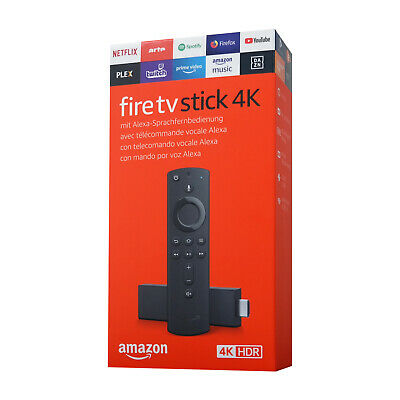 NETFLIX arte Spotify Firefox YouTube
PLEX twitch prime video amazon music DAZN
fire tv stick 4K
mit Alexa-Sprachfernbedienung
avec télécommande vocale Alexa
con telecomando vocale Alexa
con mando por voz Alexa
amazon
4K HDR